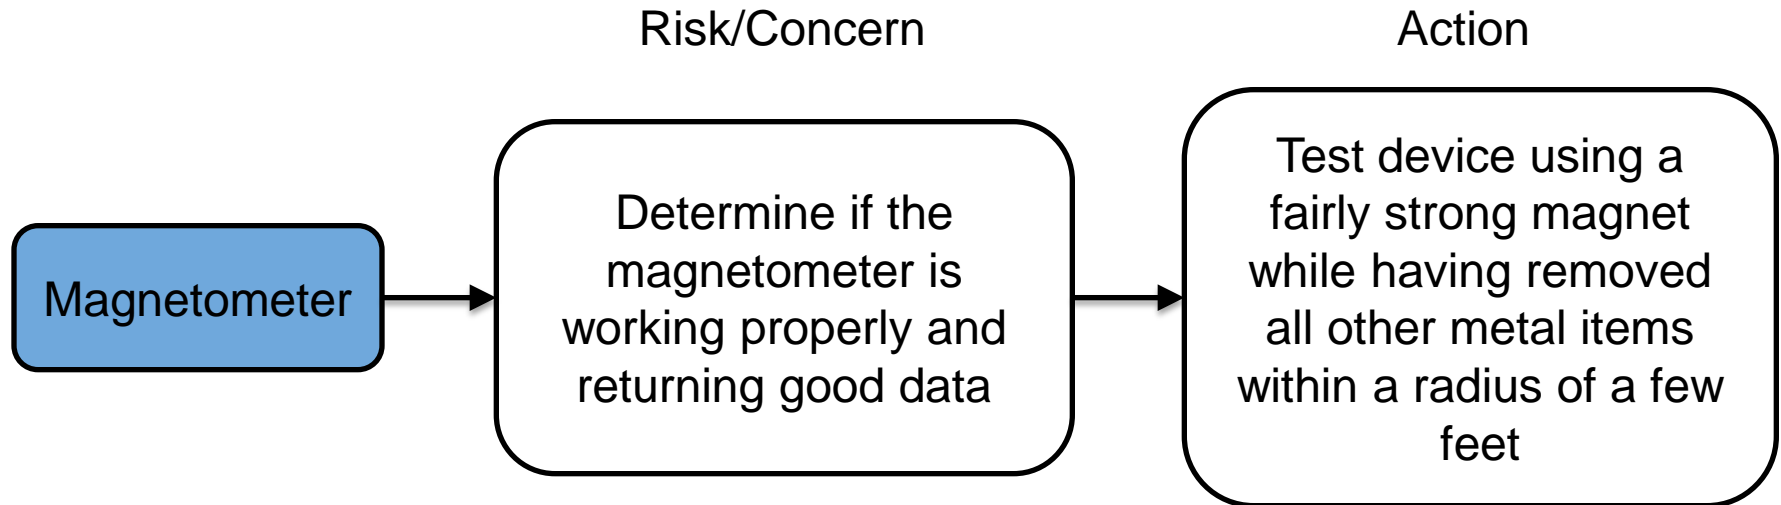 Risk/Concern
Action
Magnetometer
Determine if the
magnetometer is
working properly and
returning good data
Test device using a
fairly strong magnet
while having removed
all other metal items
within a radius of a few
feet